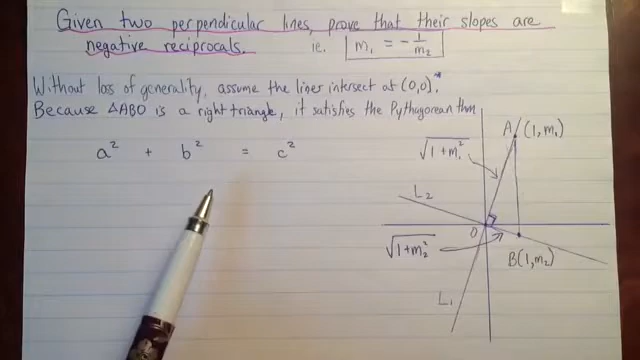 Given two perpendicular lines, prove that their slopes are
negative reciprocals. ie. m₁ = -1/m₂
Without loss of generality, assume the lines intersect at (0,0)*.
Because △ABO is a right triangle, it satisfies the Pythagorean thm
a² + b² = c²
A (1, m₁)
√1+m₁²
L₂
O
√1+m₂²
B(1, m₂)
L₁